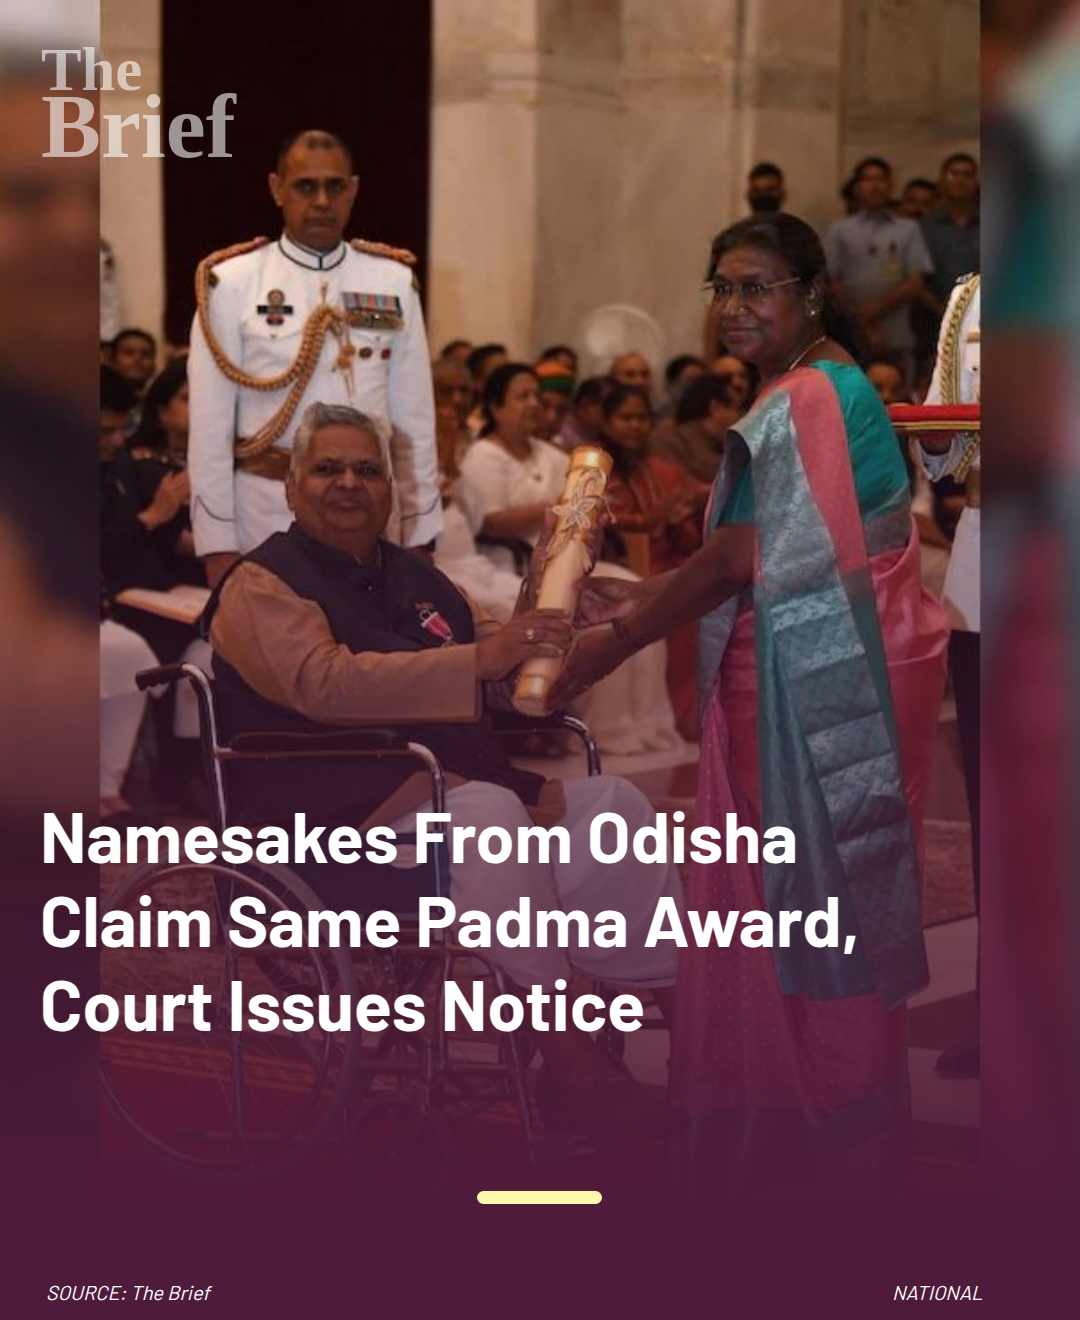 The
Brief
Namesakes From Odisha
Claim Same Padma Award,
Court Issues Notice
SOURCE: The Brief
NATIONAL